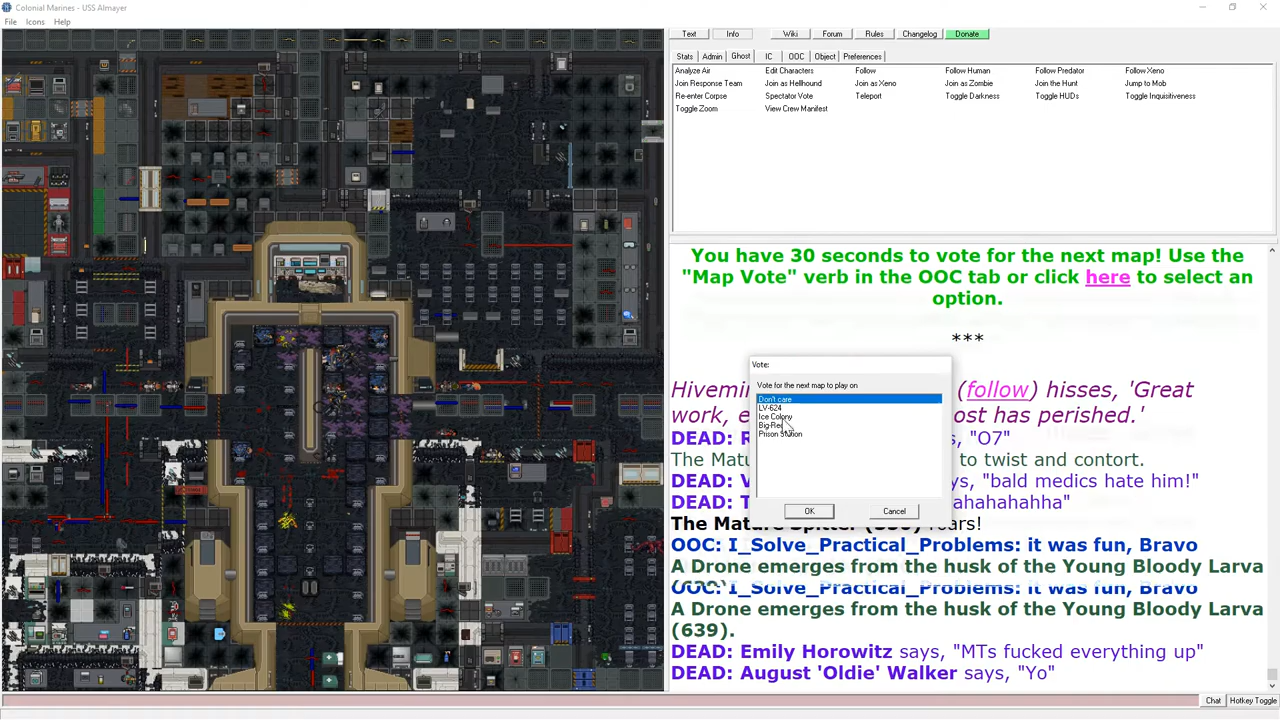 Colonial Marines - USS Almayer
File Icons Help
Text Info Wiki Forum Rules Changelog Donate
Stats Admin Ghost IC OOC Object Preferences
Analyze Air Edit Characters Follow Follow Human Follow Predator Follow Xeno
Join Response Team Join as Hellhound Join as Xeno Join as Zombie Join the Hunt Jump to Mob
Re-enter Corpse Spectator Vote Teleport Toggle Darkness Toggle HUDs Toggle Inquisitiveness
Toggle Zoom View Crew Manifest
You have 30 seconds to vote for the next map! Use the
"Map Vote" verb in the OOC tab or click here to select an
option.
***
Hivemin (follow) hisses, 'Great
work, e ost has perished.'
DEAD: R s, "O7"
The Matu to twist and contort.
DEAD: V ys, "bald medics hate him!"
DEAD: T ahahahahha"
The Mature Spitter
OOC: I_Solve_Practical_Problems: it was fun, Bravo
A Drone emerges from the husk of the Young Bloody Larva
OOC: I_Solve_Practical_Problems: it was fun, Bravo
A Drone emerges from the husk of the Young Bloody Larva
(639).
DEAD: Emily Horowitz says, "MTs fucked everything up"
DEAD: August 'Oldie' Walker says, "Yo"
Vote:
Vote for the next map to play on
Don't care
LV-624
Ice Colony
Big Red
Prison Station
OK Cancel
Chat Hotkey Toggle